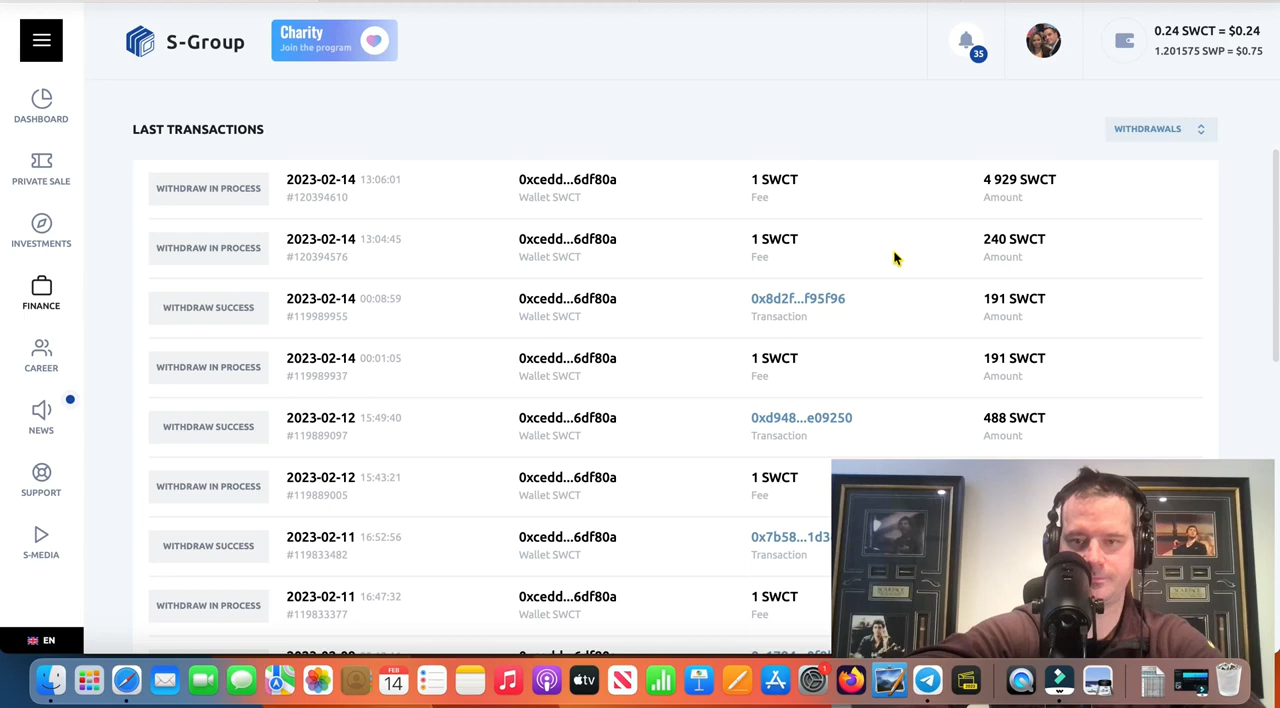 S-Group
Charity
Join the program
35
0.24 SWCT = $0.24
1.201575 SWP = $0.75
DASHBOARD
PRIVATE SALE
INVESTMENTS
FINANCE
CAREER
NEWS
SUPPORT
S-MEDIA
EN
LAST TRANSACTIONS
WITHDRAWALS
WITHDRAW IN PROCESS
2023-02-14 13:06:01
#120394610
0xcedd...6df80a
Wallet SWCT
1 SWCT
Fee
4 929 SWCT
Amount
WITHDRAW IN PROCESS
2023-02-14 13:04:45
#120394576
0xcedd...6df80a
Wallet SWCT
1 SWCT
Fee
240 SWCT
Amount
WITHDRAW SUCCESS
2023-02-14 00:08:59
#119989955
0xcedd...6df80a
Wallet SWCT
0x8d2f...f95f96
Transaction
191 SWCT
Amount
WITHDRAW IN PROCESS
2023-02-14 00:01:05
#119989937
0xcedd...6df80a
Wallet SWCT
1 SWCT
Fee
191 SWCT
Amount
WITHDRAW SUCCESS
2023-02-12 15:49:40
#119889097
0xcedd...6df80a
Wallet SWCT
0xd948...e09250
Transaction
488 SWCT
Amount
WITHDRAW IN PROCESS
2023-02-12 15:43:21
#119889005
0xcedd...6df80a
Wallet SWCT
1 SWCT
Fee
WITHDRAW SUCCESS
2023-02-11 16:52:56
#119833482
0xcedd...6df80a
Wallet SWCT
0x7b58...1d3
Transaction
WITHDRAW IN PROCESS
2023-02-11 16:47:32
#119833377
0xcedd...6df80a
Wallet SWCT
1 SWCT
Fee
FEB
14
tv
1